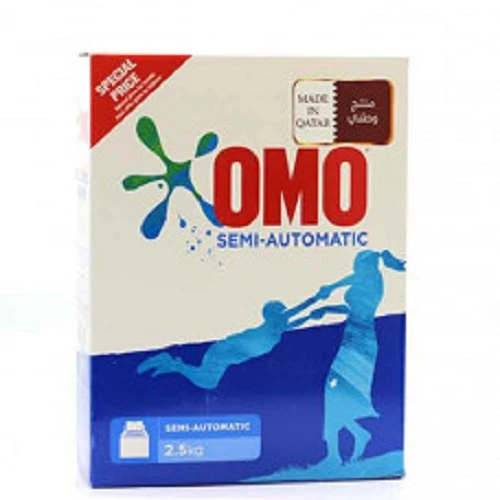 SPECIAL
PRICE
MADE
IN
QATAR
منتج
وطني
OMO
SEMI-AUTOMATIC
SEMI-AUTOMATIC
2.5kg